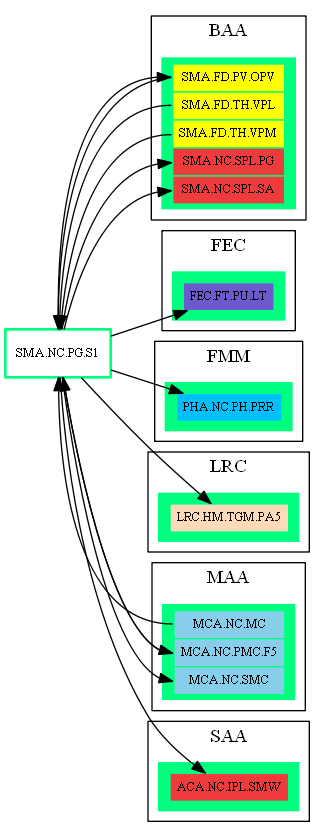 BAA
SMA.FD.PV.OPV
SMA.FD.TH.VPL
SMA.FD.TH.VPM
SMA.NC.SPL.PG
SMA.NC.SPL.SA
FEC
FEC.FT.PU.LT
SMA.NC.PG.S1
FMM
PHA.NC.PH.PRR
LRC
LRC.HM.TGM.PA5
MAA
MCA.NC.MC
MCA.NC.PMC.F5
MCA.NC.SMC
SAA
ACA.NC.IPL.SMW